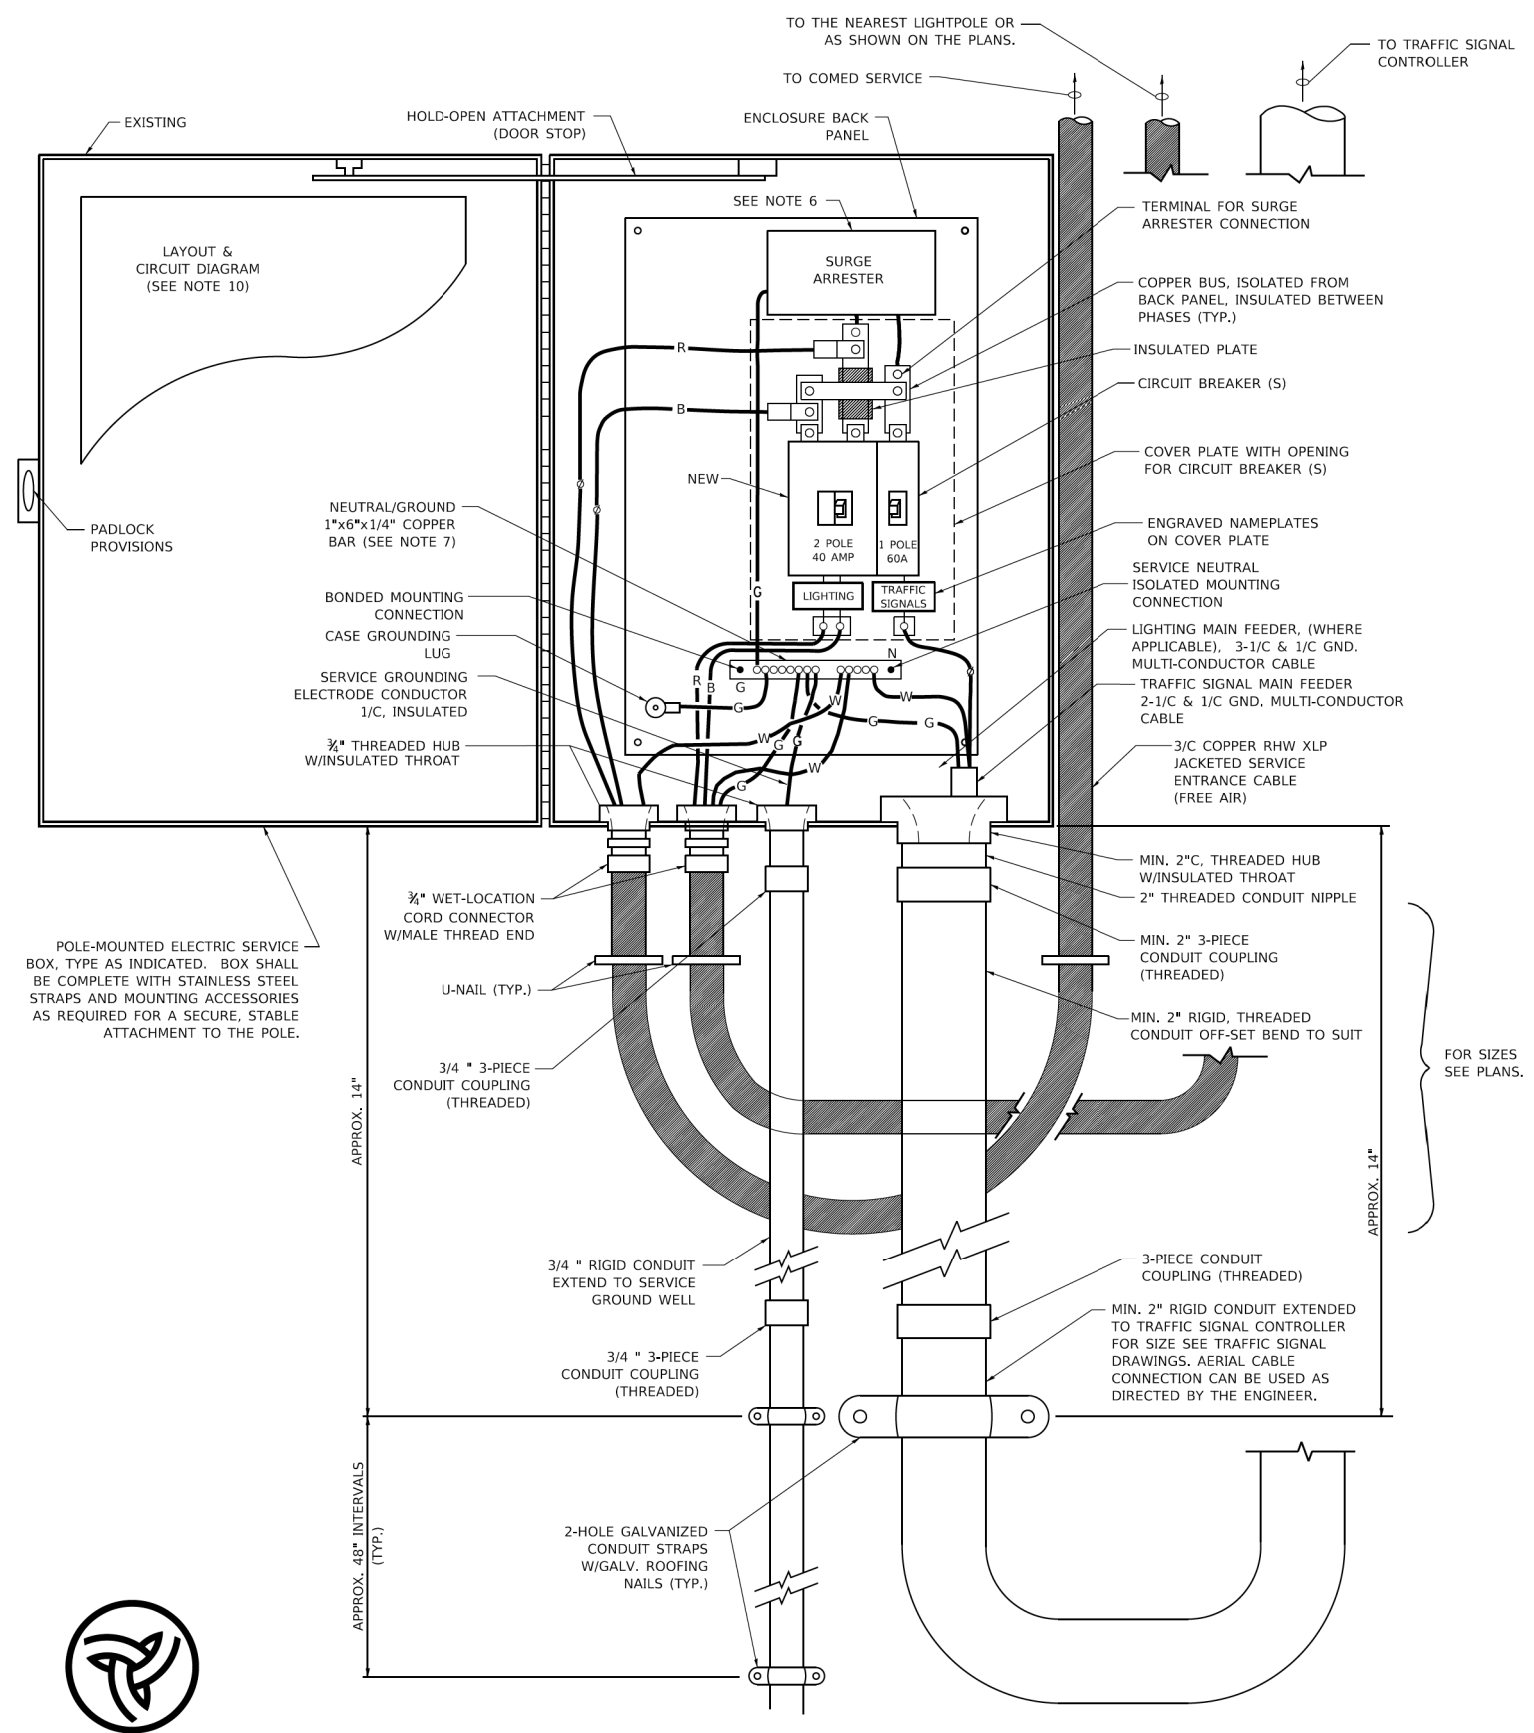 TO THE NEAREST LIGHTPOLE OR
AS SHOWN ON THE PLANS.
TO TRAFFIC SIGNAL
CONTROLLER
TO COMED SERVICE
EXISTING
HOLD-OPEN ATTACHMENT
(DOOR STOP)
ENCLOSURE BACK
PANEL
SEE NOTE 6
TERMINAL FOR SURGE
ARRESTER CONNECTION
LAYOUT &
CIRCUIT DIAGRAM
(SEE NOTE 10)
SURGE
ARRESTER
COPPER BUS, ISOLATED FROM
BACK PANEL, INSULATED BETWEEN
PHASES (TYP.)
R
INSULATED PLATE
CIRCUIT BREAKER (S)
B
COVER PLATE WITH OPENING
FOR CIRCUIT BREAKER (S)
NEW
Ø
Ø
NEUTRAL/GROUND
1"x6"x1/4" COPPER
BAR (SEE NOTE 7)
PADLOCK
PROVISIONS
ENGRAVED NAMEPLATES
ON COVER PLATE
2 POLE
40 AMP
1 POLE
60A
SERVICE NEUTRAL
ISOLATED MOUNTING
CONNECTION
G
LIGHTING
TRAFFIC
SIGNALS
BONDED MOUNTING
CONNECTION
CASE GROUNDING
LUG
LIGHTING MAIN FEEDER, (WHERE
APPLICABLE), 3-1/C & 1/C GND.
MULTI-CONDUCTOR CABLE
N
Ø
SERVICE GROUNDING
ELECTRODE CONDUCTOR
1/C, INSULATED
R
B
G
TRAFFIC SIGNAL MAIN FEEDER
2-1/C & 1/C GND, MULTI-CONDUCTOR
CABLE
G
W
W
G
G
¾" THREADED HUB
W/INSULATED THROAT
W
G
G
W
G
3/C COPPER RHW XLP
JACKETED SERVICE
ENTRANCE CABLE
(FREE AIR)
MIN. 2"C, THREADED HUB
W/INSULATED THROAT
2" THREADED CONDUIT NIPPLE
¾" WET-LOCATION
CORD CONNECTOR
W/MALE THREAD END
POLE-MOUNTED ELECTRIC SERVICE
BOX, TYPE AS INDICATED. BOX SHALL
BE COMPLETE WITH STAINLESS STEEL
STRAPS AND MOUNTING ACCESSORIES
AS REQUIRED FOR A SECURE, STABLE
ATTACHMENT TO THE POLE.
MIN. 2" 3-PIECE
CONDUIT COUPLING
(THREADED)
U-NAIL (TYP.)
MIN. 2" RIGID, THREADED
CONDUIT OFF-SET BEND TO SUIT
FOR SIZES
SEE PLANS.
3/4 " 3-PIECE
CONDUIT COUPLING
(THREADED)
APPROX. 14"
APPROX. 14"
3/4 " RIGID CONDUIT
EXTEND TO SERVICE
GROUND WELL
3-PIECE CONDUIT
COUPLING (THREADED)
MIN. 2" RIGID CONDUIT EXTENDED
TO TRAFFIC SIGNAL CONTROLLER
FOR SIZE SEE TRAFFIC SIGNAL
DRAWINGS. AERIAL CABLE
CONNECTION CAN BE USED AS
DIRECTED BY THE ENGINEER.
3/4 " 3-PIECE
CONDUIT COUPLING
(THREADED)
APPROX. 48" INTERVALS
(TYP.)
2-HOLE GALVANIZED
CONDUIT STRAPS
W/GALV. ROOFING
NAILS (TYP.)